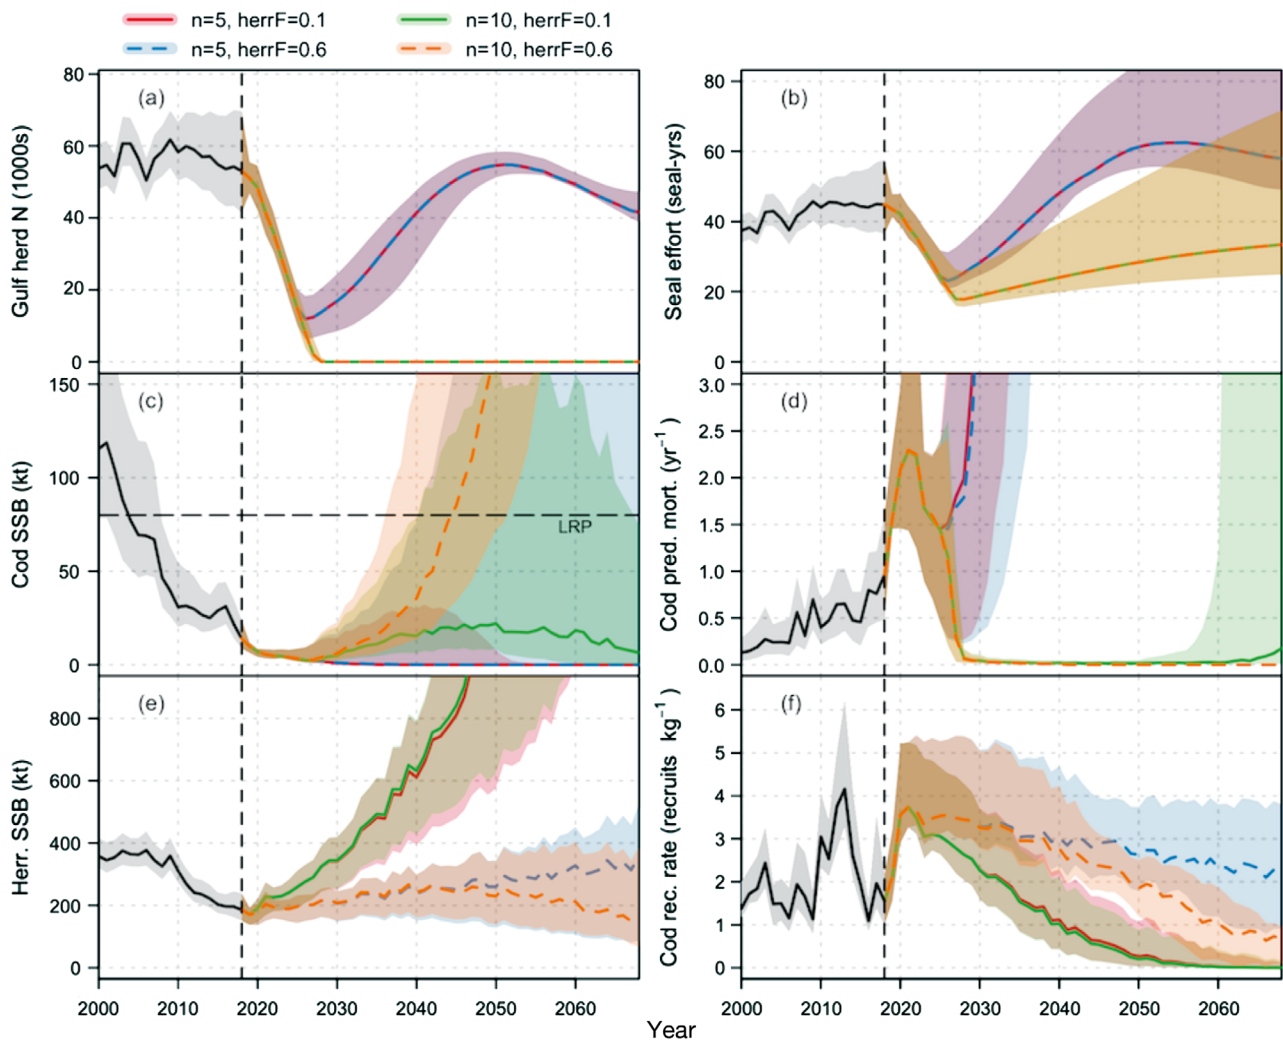 n=5, herrF=0.1
n=10, herrF=0.1
n=5, herrF=0.6
n=10, herrF=0.6
Gulf herd N (1000s)
80
60
40
20
0
(a)
Seal effort (seal-yrs)
80
60
40
20
0
(b)
Cod SSB (kt)
150
100
50
0
(c)
LRP
Cod pred. mort. (yr⁻¹ )
3.0
2.5
2.0
1.5
1.0
0.5
0.0
(d)
Herr. SSB (kt)
800
600
400
200
0
(e)
Cod rec. rate (recruits kg⁻¹ )
6
5
4
3
2
1
0
(f)
2000 2010 2020 2030 2040 2050 2060
2000 2010 2020 2030 2040 2050 2060
Year